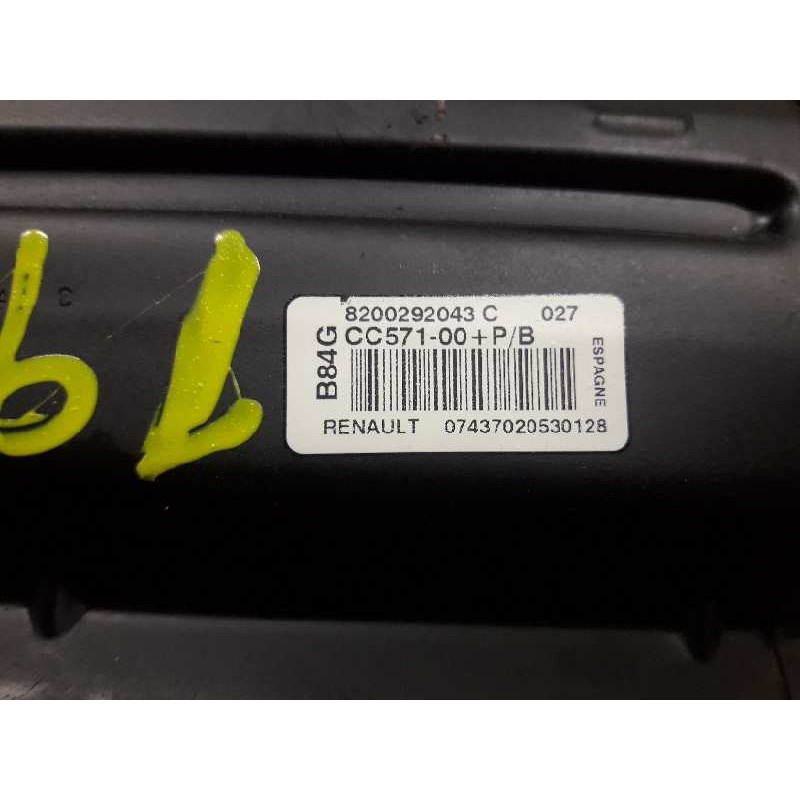 8200292043 C 027
B84G
CC571-00+P/B
ESPAGNE
RENAULT 07437020530128